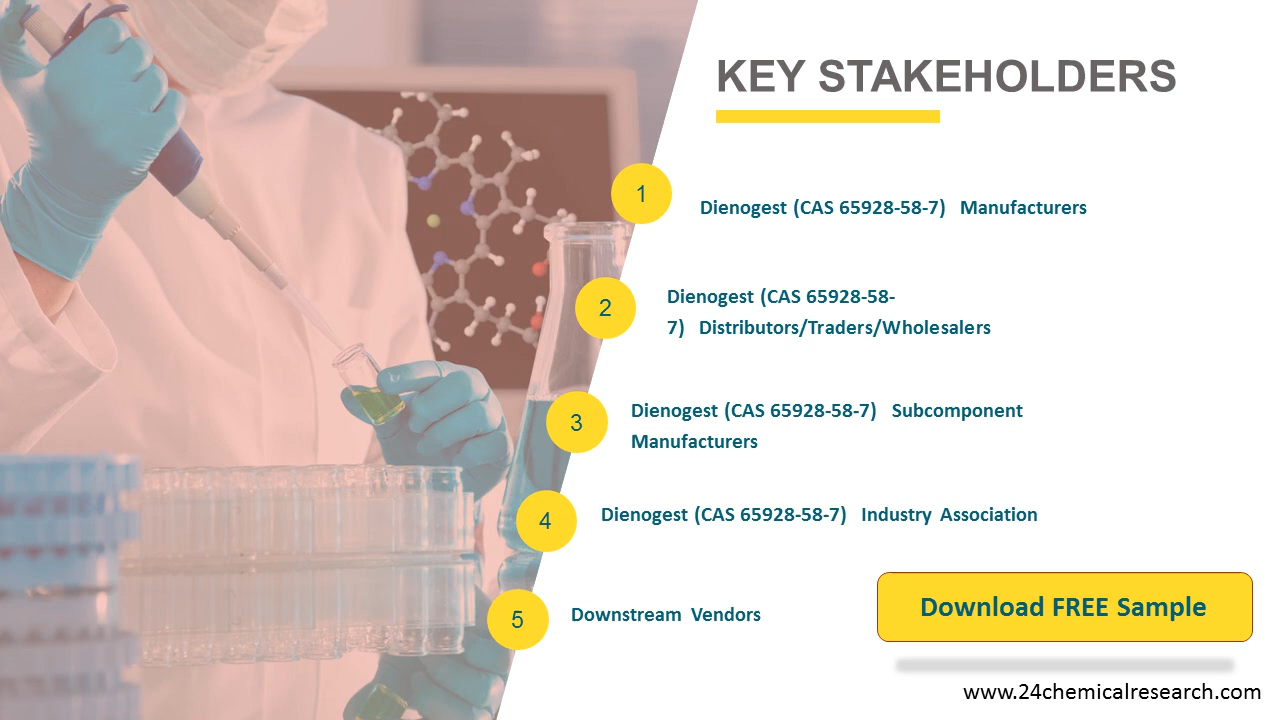 KEY STAKEHOLDERS
1
Dienogest (CAS 65928-58-7) Manufacturers
2
Dienogest (CAS 65928-58-
7) Distributors/Traders/Wholesalers
3
Dienogest (CAS 65928-58-7) Subcomponent
Manufacturers
4
Dienogest (CAS 65928-58-7) Industry Association
5
Downstream Vendors
Download FREE Sample
www.24chemicalresearch.com